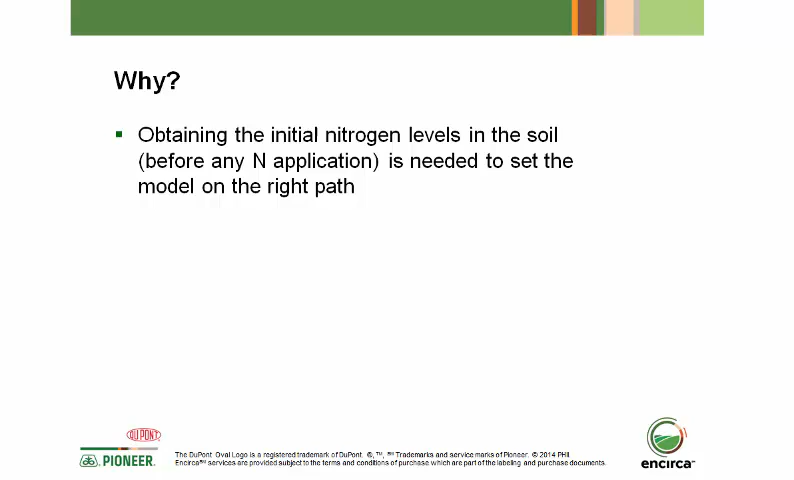 Why?
▪ Obtaining the initial nitrogen levels in the soil
(before any N application) is needed to set the
model on the right path
DUPONT
PIONEER.
The DuPont Oval Logo is a registered trademark of DuPont. ®, ™, ℠ Trademarks and service marks of Pioneer. © 2014 PHII.
Encirca℠ services are provided subject to the terms and conditions of purchase which are part of the labeling and purchase documents.
encirca℠